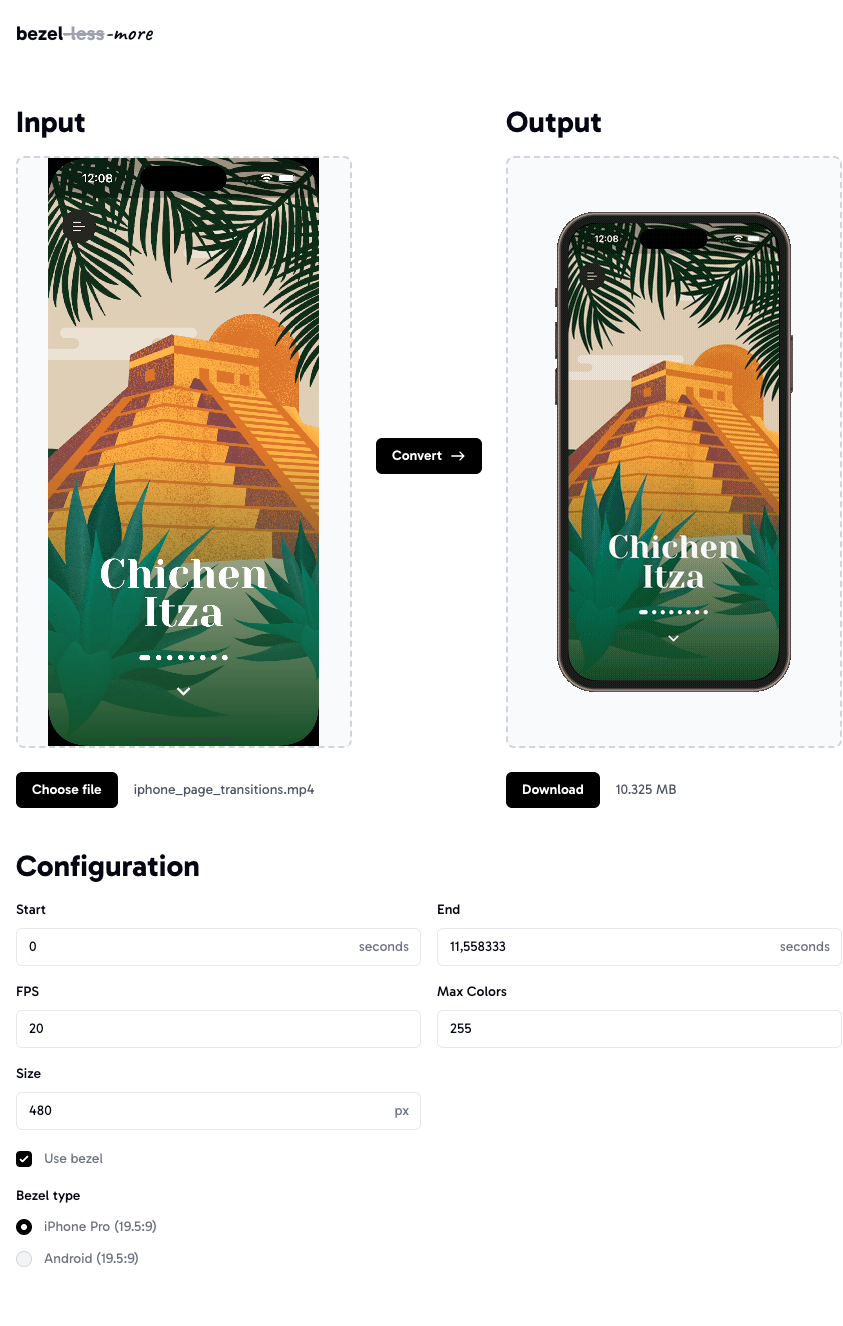 bezel-less-more
Input
Output
12:08
Chichen
Itza
12:08
Chichen
Itza
Convert →
Choose file
iphone_page_transitions.mp4
Download
10.325 MB
Configuration
Start
End
0
seconds
11,558333
seconds
FPS
Max Colors
20
255
Size
480
px
Use bezel
Bezel type
iPhone Pro (19.5:9)
Android (19.5:9)